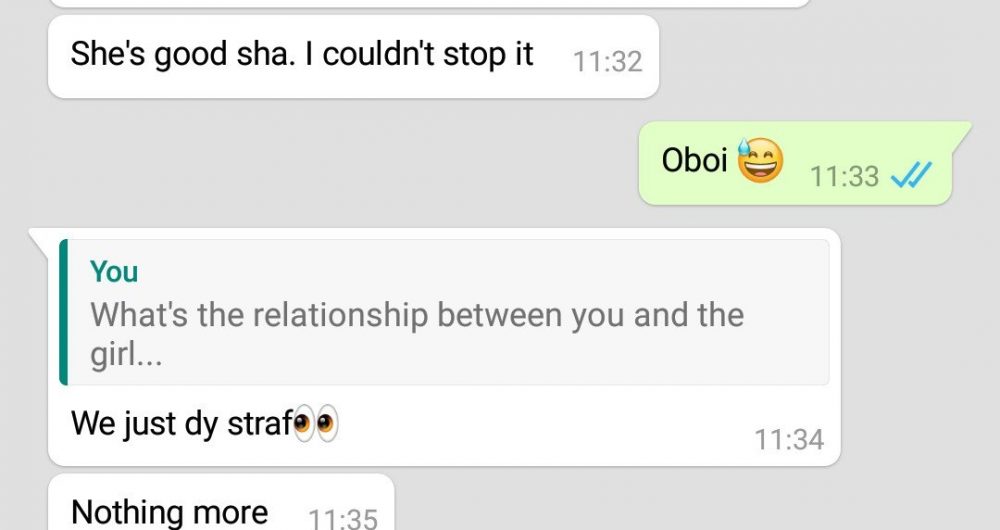 She's good sha. I couldn't stop it 11:32
Oboi 😅 11:33
You
What's the relationship between you and the
girl...
We just dy straf👀
11:34
Nothing more 11:35